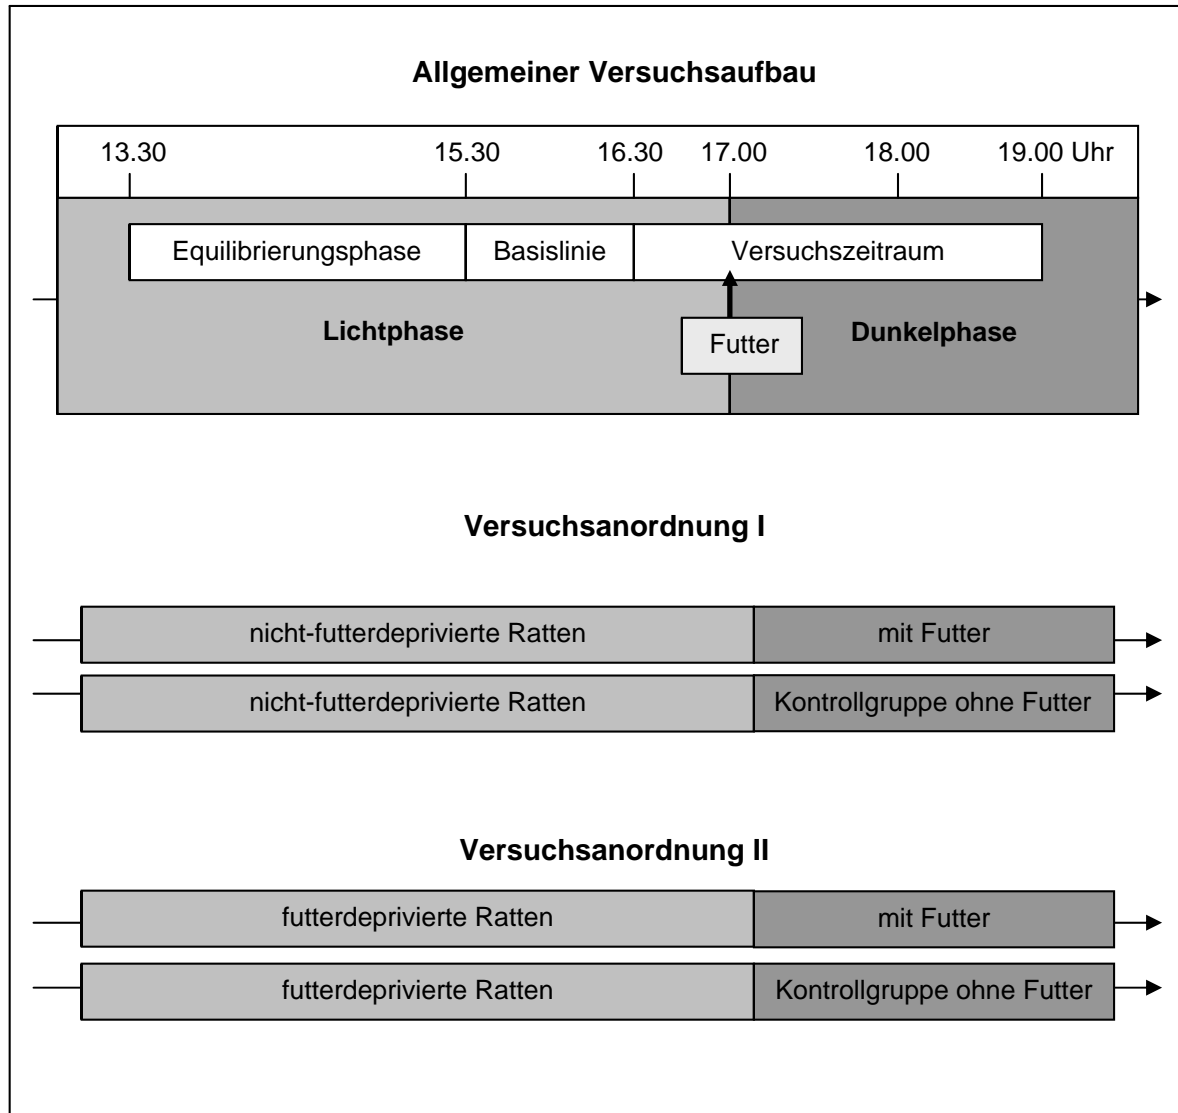 Allgemeiner Versuchsaufbau
13.30 15.30 16.30 17.00 18.00 19.00 Uhr
Equilibrierungsphase Basislinie Versuchszeitraum
Lichtphase Dunkelphase
Futter
Versuchsanordnung I
nicht-futterdeprivierte Ratten mit Futter
nicht-futterdeprivierte Ratten Kontrollgruppe ohne Futter
Versuchsanordnung II
futterdeprivierte Ratten mit Futter
futterdeprivierte Ratten Kontrollgruppe ohne Futter